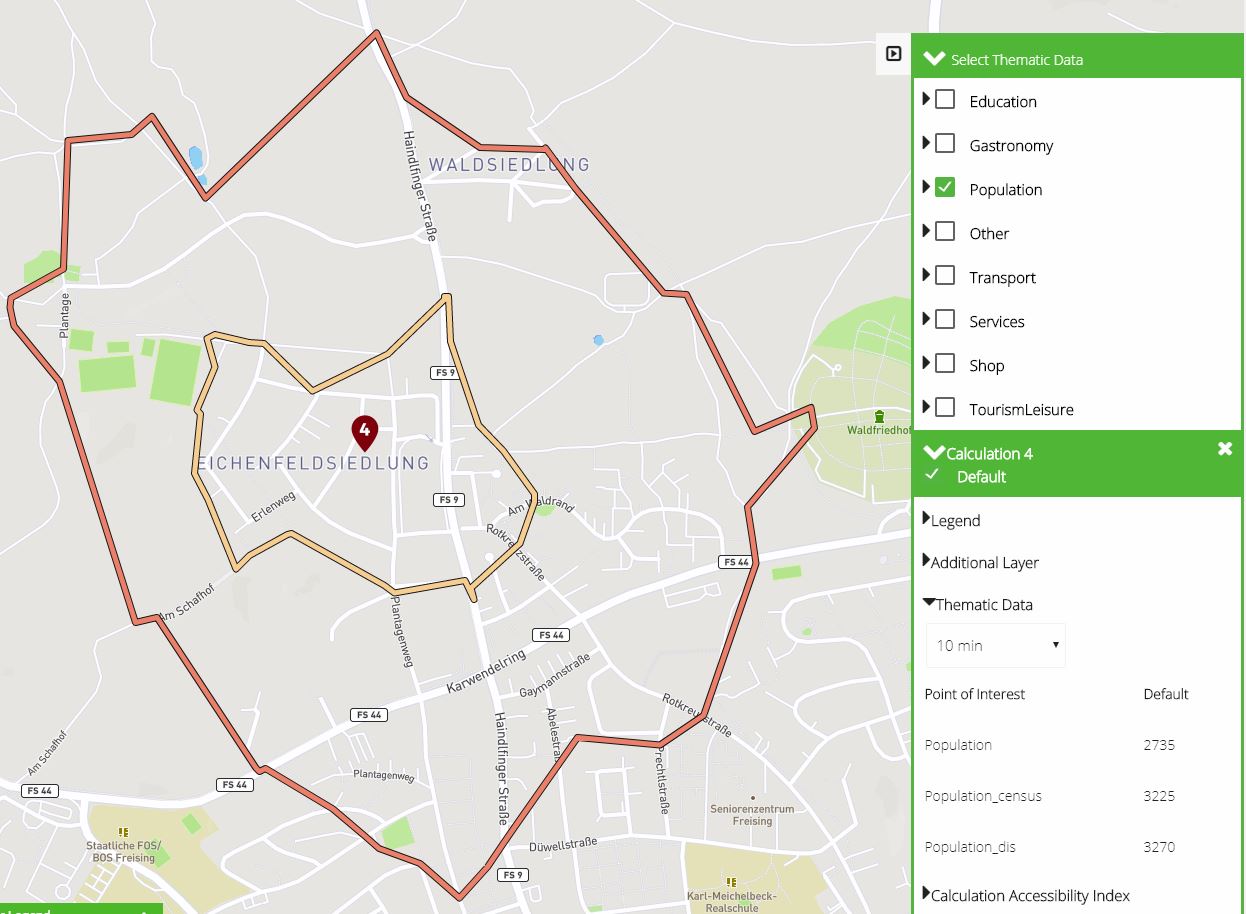 Select Thematic Data
Education
Gastronomy
Population
Other
Transport
Services
Shop
TourismLeisure
Calculation 4
Default
Legend
Additional Layer
Thematic Data
10 min
Point of Interest Default
Population 2735
Population_census 3225
Population_dis 3270
Calculation Accessibility Index
Haindlfinger Straße
WALDSIEDLUNG
Plantage
FS 9
Waldfriedhof
4
EICHENFELDSIEDLUNG
FS 9
Erlenweg
Am Waldrand
Rotkreuzstraße
FS 44
Am Schafhof
Plantagenweg
FS 44
Karwendelring
Gaymannstraße
Rotkreuzstraße
FS 44
Abelestraße
Haindlfinger Straße
Am Schafhof
Prechtlstraße
Plantagenweg
FS 44
FS 44
Seniorenzentrum
Freising
Staatliche FOS/
BOS Freising
Düwellstraße
FS 9
Karl-Meichelbeck-
Realschule